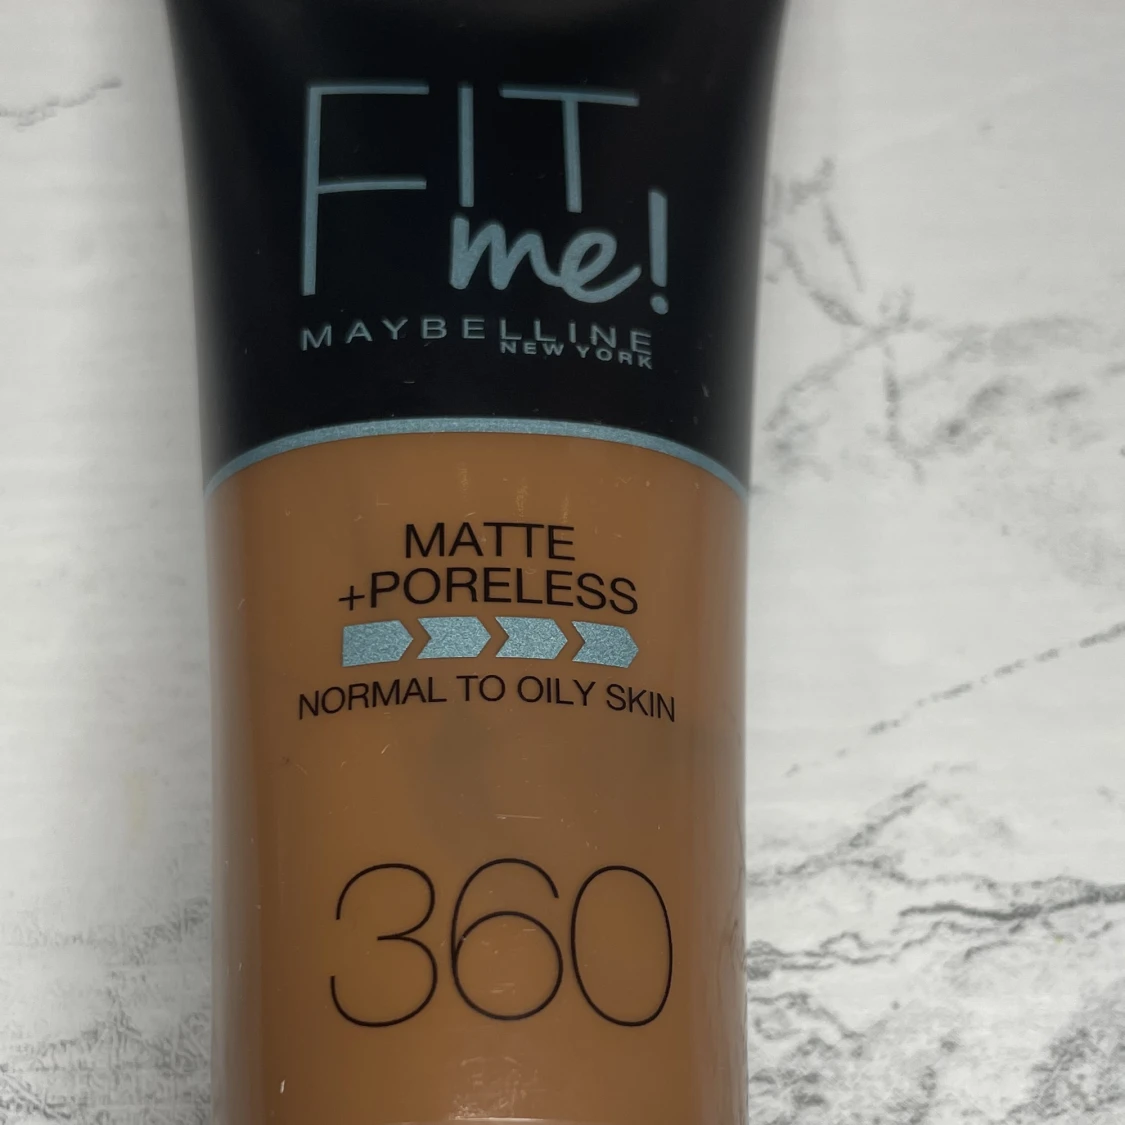 FIT
me!
MAYBELLINE
NEW YORK
MATTE
+PORELESS
NORMAL TO OILY SKIN
360